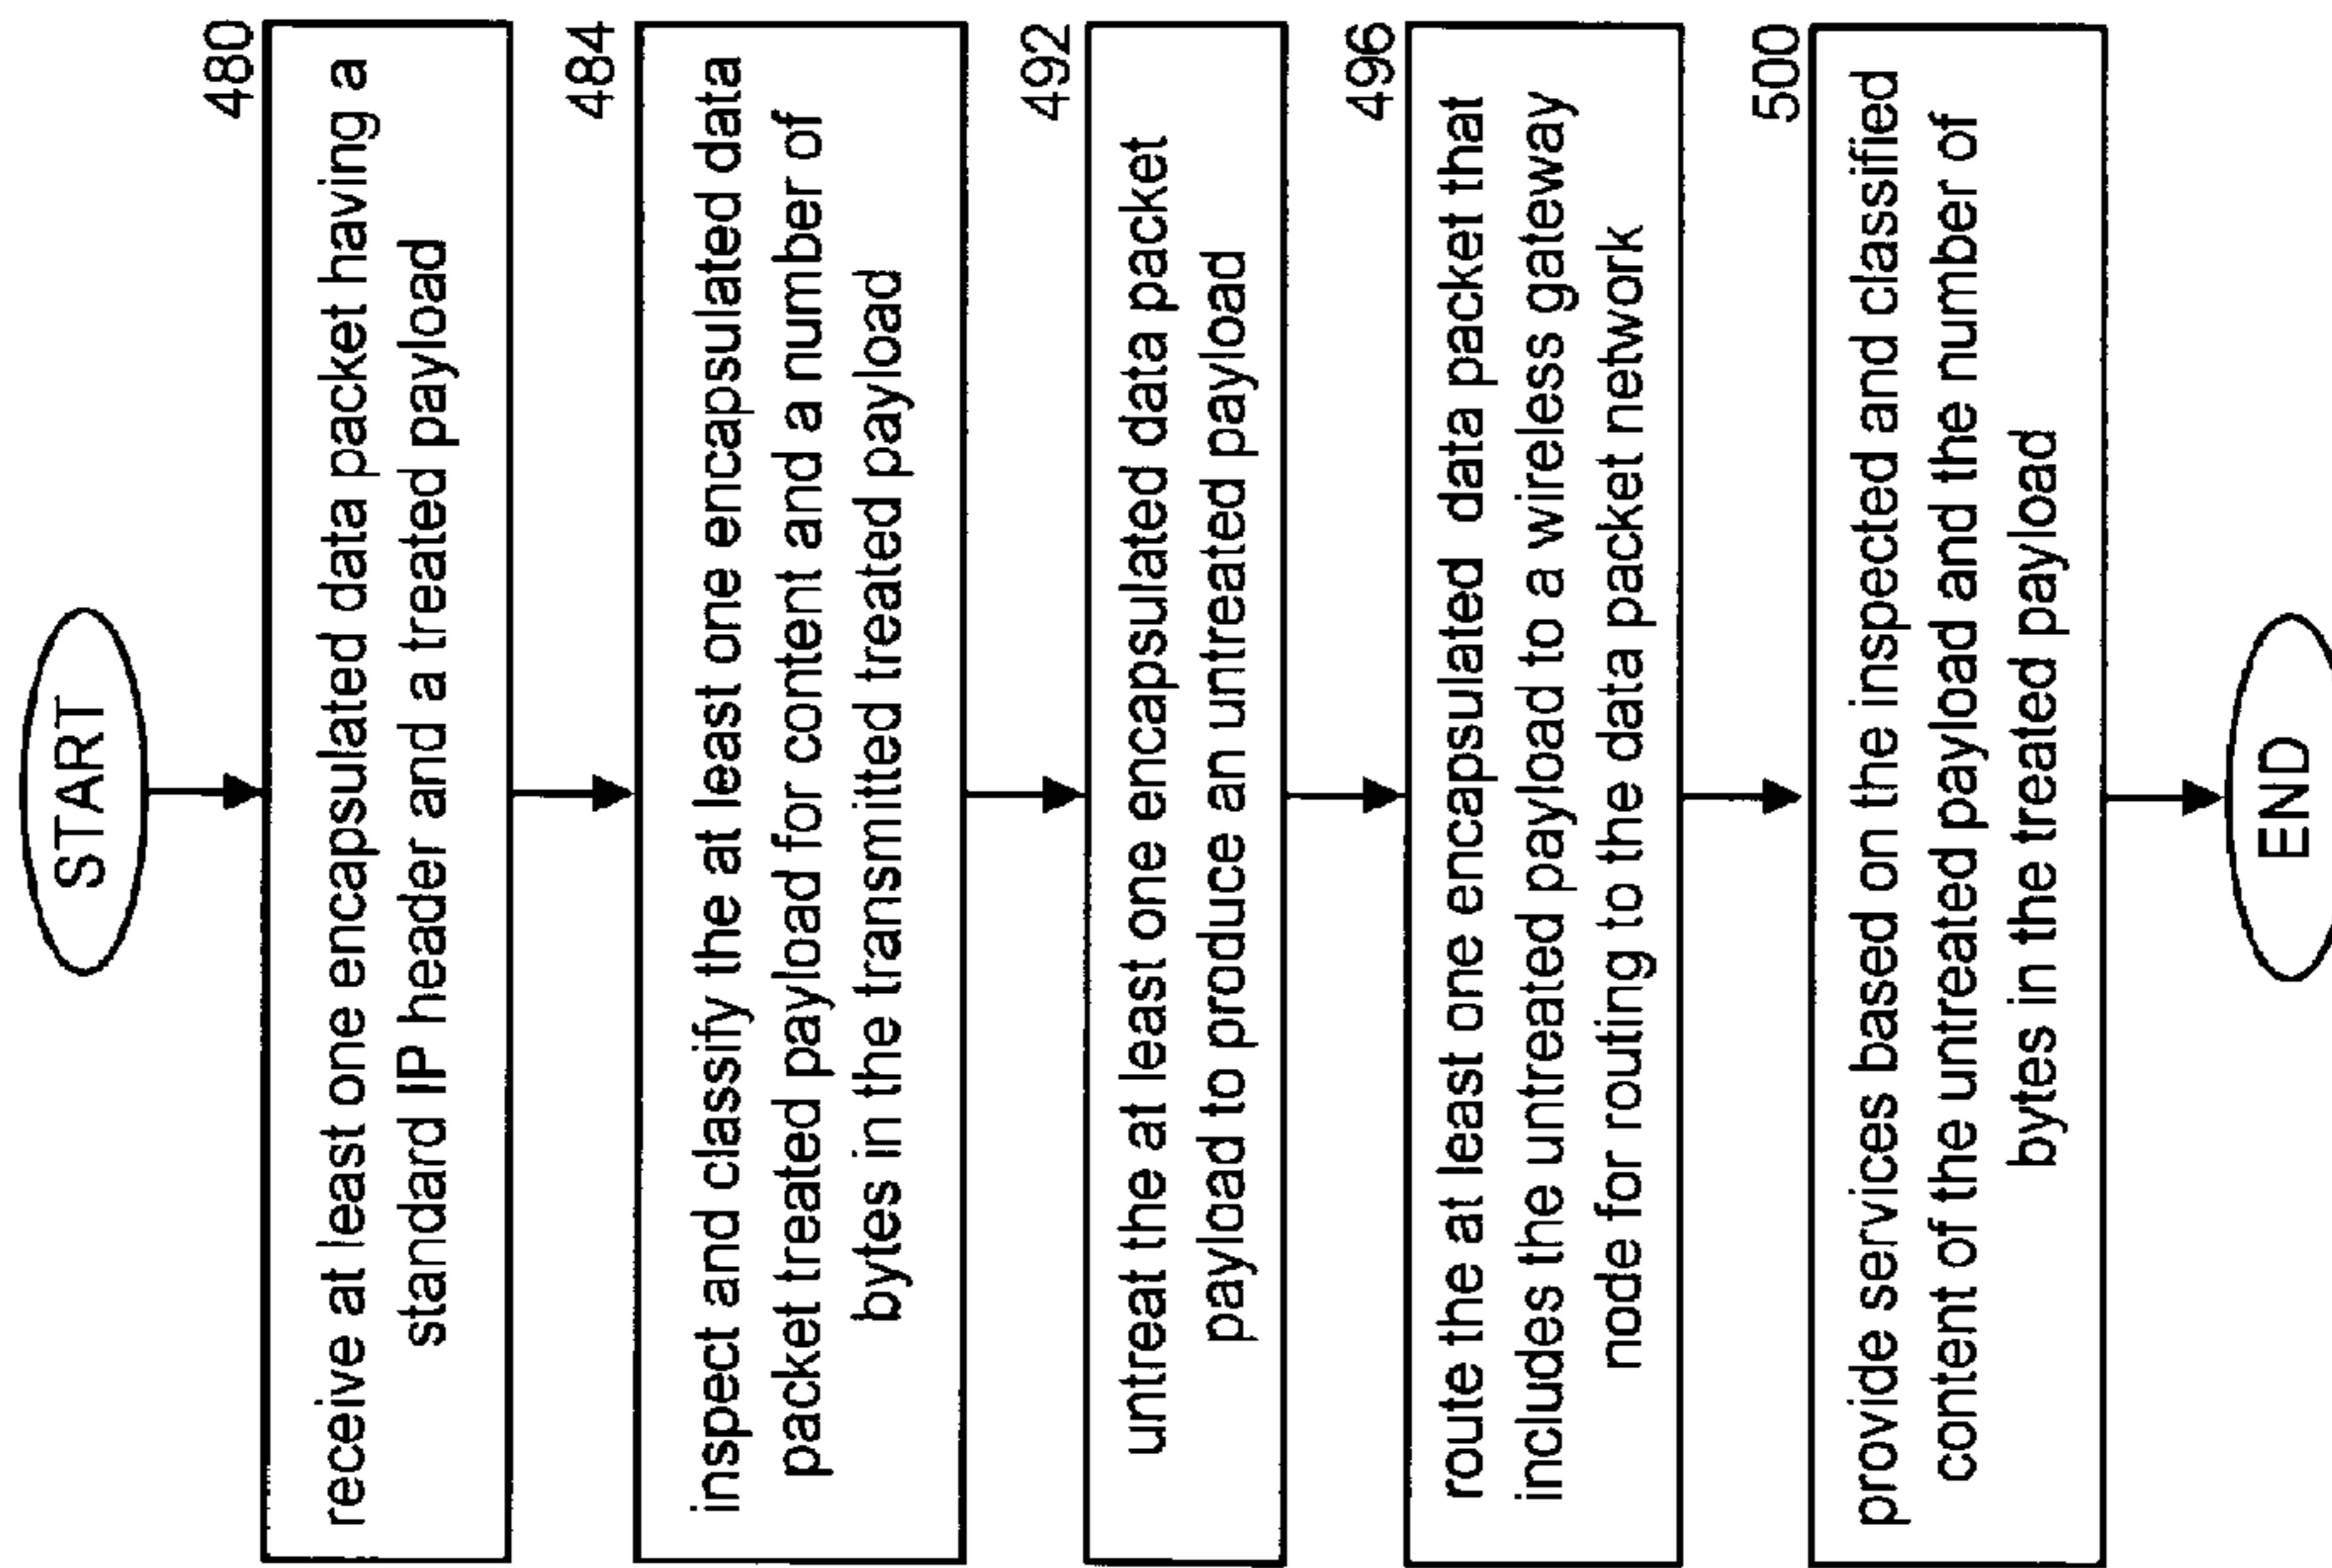 START
480
receive at least one encapsulated data packet having a
standard IP header and a treated payload
484
inspect and classify the at least one encapsulated data
packet treated payload for content and a number of
bytes in the transmitted treated payload
492
untreat the at least one encapsulated data packet
payload to produce an untreated payload
496
route the at least one encapsulated data packet that
includes the untreated payload to a wireless gateway
node for routing to the data packet network
500
provide services based on the inspected and classified
content of the untreated payload and the number of
bytes in the treated payload
END